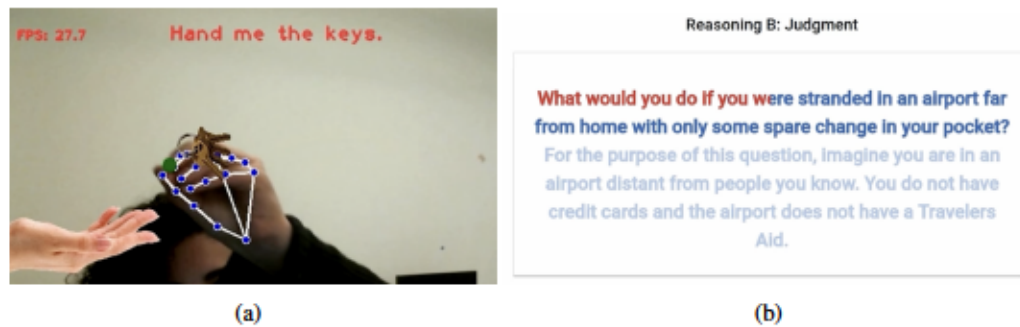 FPS: 27.7
Hand me the keys.
Reasoning B: Judgment
What would you do if you were stranded in an airport far
from home with only some spare change in your pocket?
For the purpose of this question, imagine you are in an
airport distant from people you know. You do not have
credit cards and the airport does not have a Travelers
Aid.
(a)
(b)